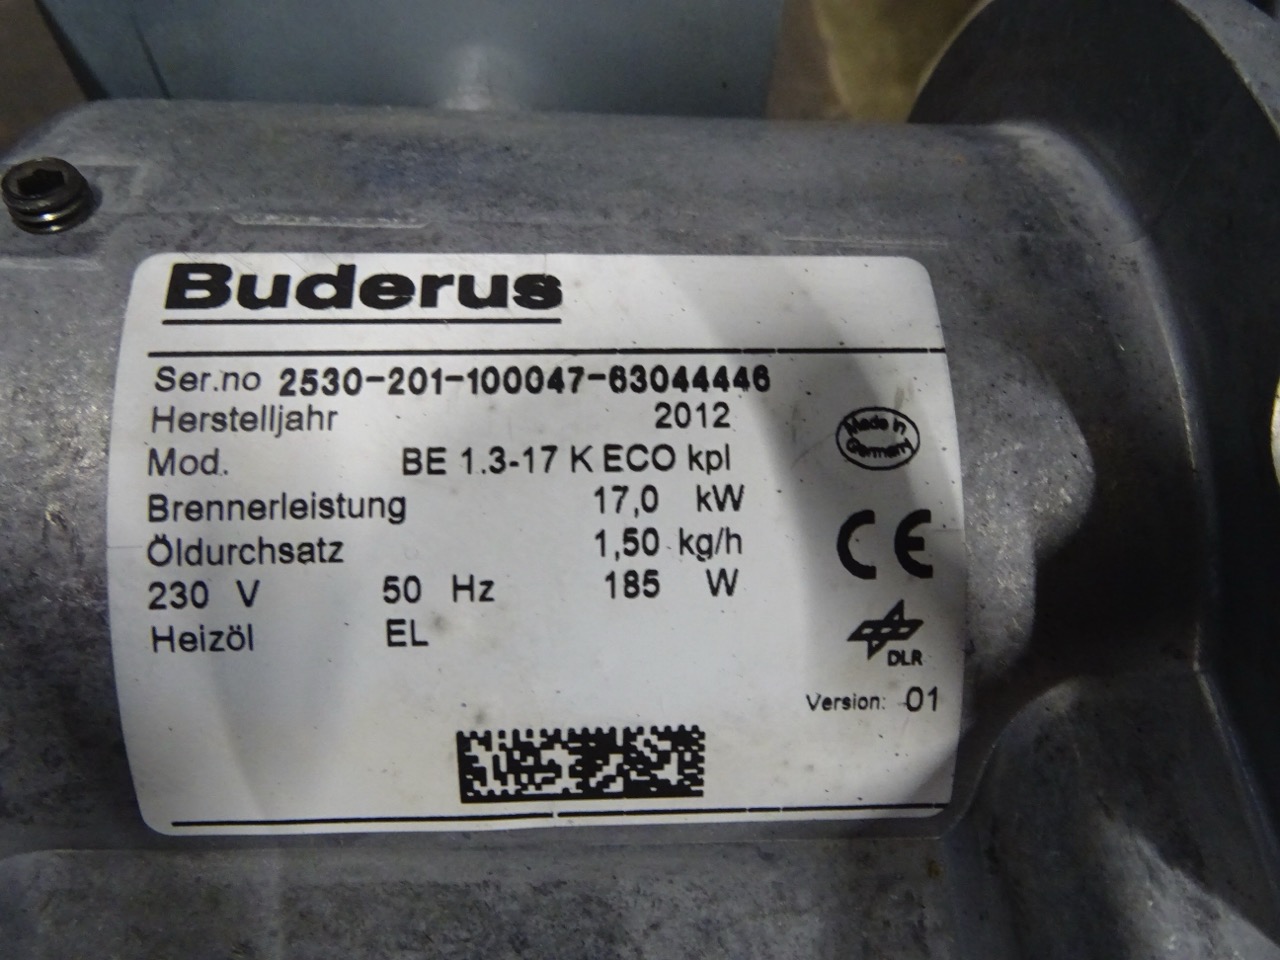 Buderus
Ser.no 2530-201-100047-63044446
Herstelljahr 2012
Mod. BE 1.3-17 K ECO kpl
Brennerleistung 17,0 kW
Öldurchsatz 1,50 kg/h
230 V 50 Hz 185 W
Heizöl EL
Made in
Germany
CE
DLR
Version: 01